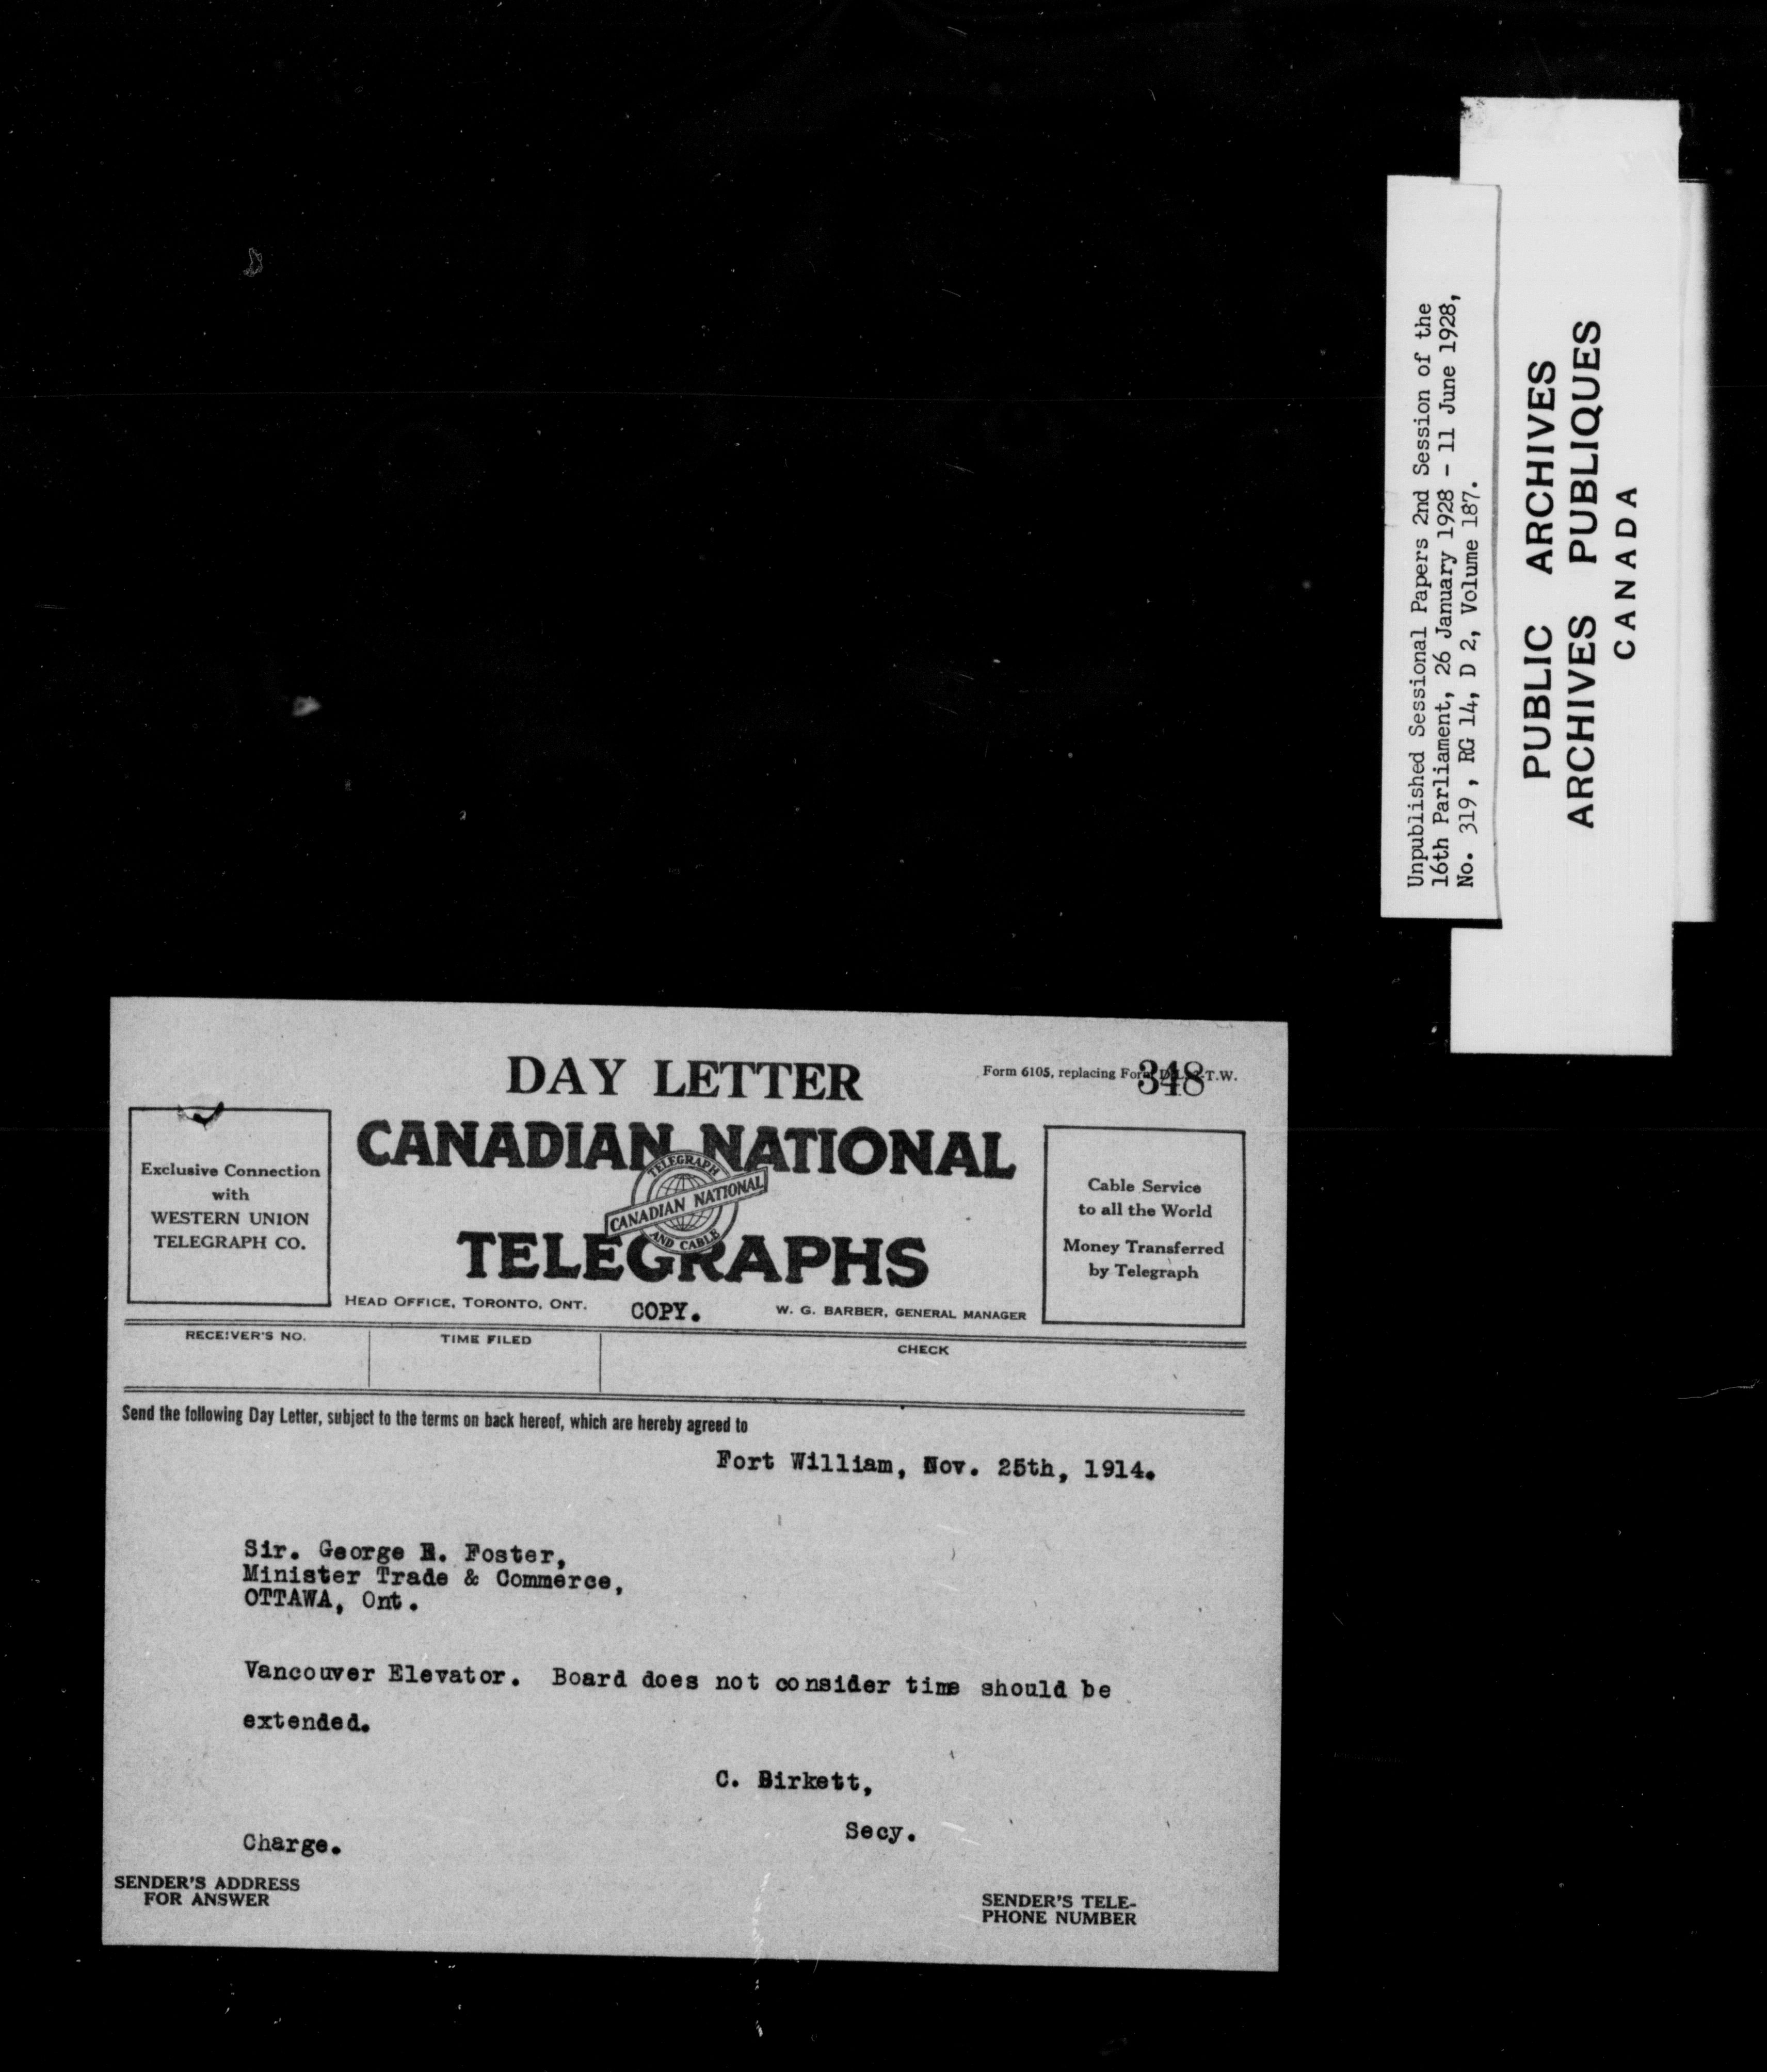 Unpublished Sessional Papers 2nd Session of the
16th Parliament, 26 January 1928 - 11 June 1928,
No. 319, RG 14, D 2, Volume 187.
PUBLIC ARCHIVES
ARCHIVES PUBLIQUES
CANADA
DAY LETTER
Form 6105, replacing Form T.W.
348
Exclusive Connection
with
WESTERN UNION
TELEGRAPH CO.
CANADIAN NATIONAL
TELEGRAPH
CANADIAN NATIONAL
AND CABLE
TELEGRAPHS
Cable Service
to all the World
Money Transferred
by Telegraph
HEAD OFFICE, TORONTO, ONT. COPY. W. G. BARBER, GENERAL MANAGER
RECEIVER'S NO. TIME FILED CHECK
Send the following Day Letter, subject to the terms on back hereof, which are hereby agreed to
Fort William, Nov. 25th, 1914.
Sir. George E. Foster,
Minister Trade & Commerce,
OTTAWA, Ont.
Vancouver Elevator. Board does not consider time should be
extended.
C. Birkett,
Secy.
Charge.
SENDER'S ADDRESS
FOR ANSWER
SENDER'S TELE-
PHONE NUMBER